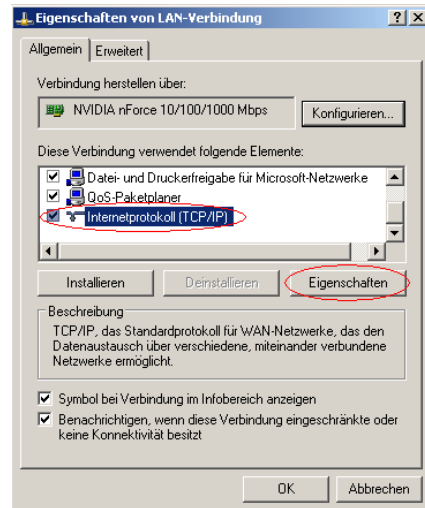 Eigenschaften von LAN-Verbindung
Allgemein
Erweitert
Verbindung herstellen über:
NVIDIA nForce 10/100/1000 Mbps
Konfigurieren...
Diese Verbindung verwendet folgende Elemente:
Datei- und Druckerfreigabe für Microsoft-Netzwerke
QoS-Paketplaner
Internetprotokoll (TCP/IP)
Installieren
Deinstallieren
Eigenschaften
Beschreibung
TCP/IP, das Standardprotokoll für WAN-Netzwerke, das den
Datenaustausch über verschiedene, miteinander verbundene
Netzwerke ermöglicht.
Symbol bei Verbindung im Infobereich anzeigen
Benachrichtigen, wenn diese Verbindung eingeschränkte oder
keine Konnektivität besitzt
OK
Abbrechen